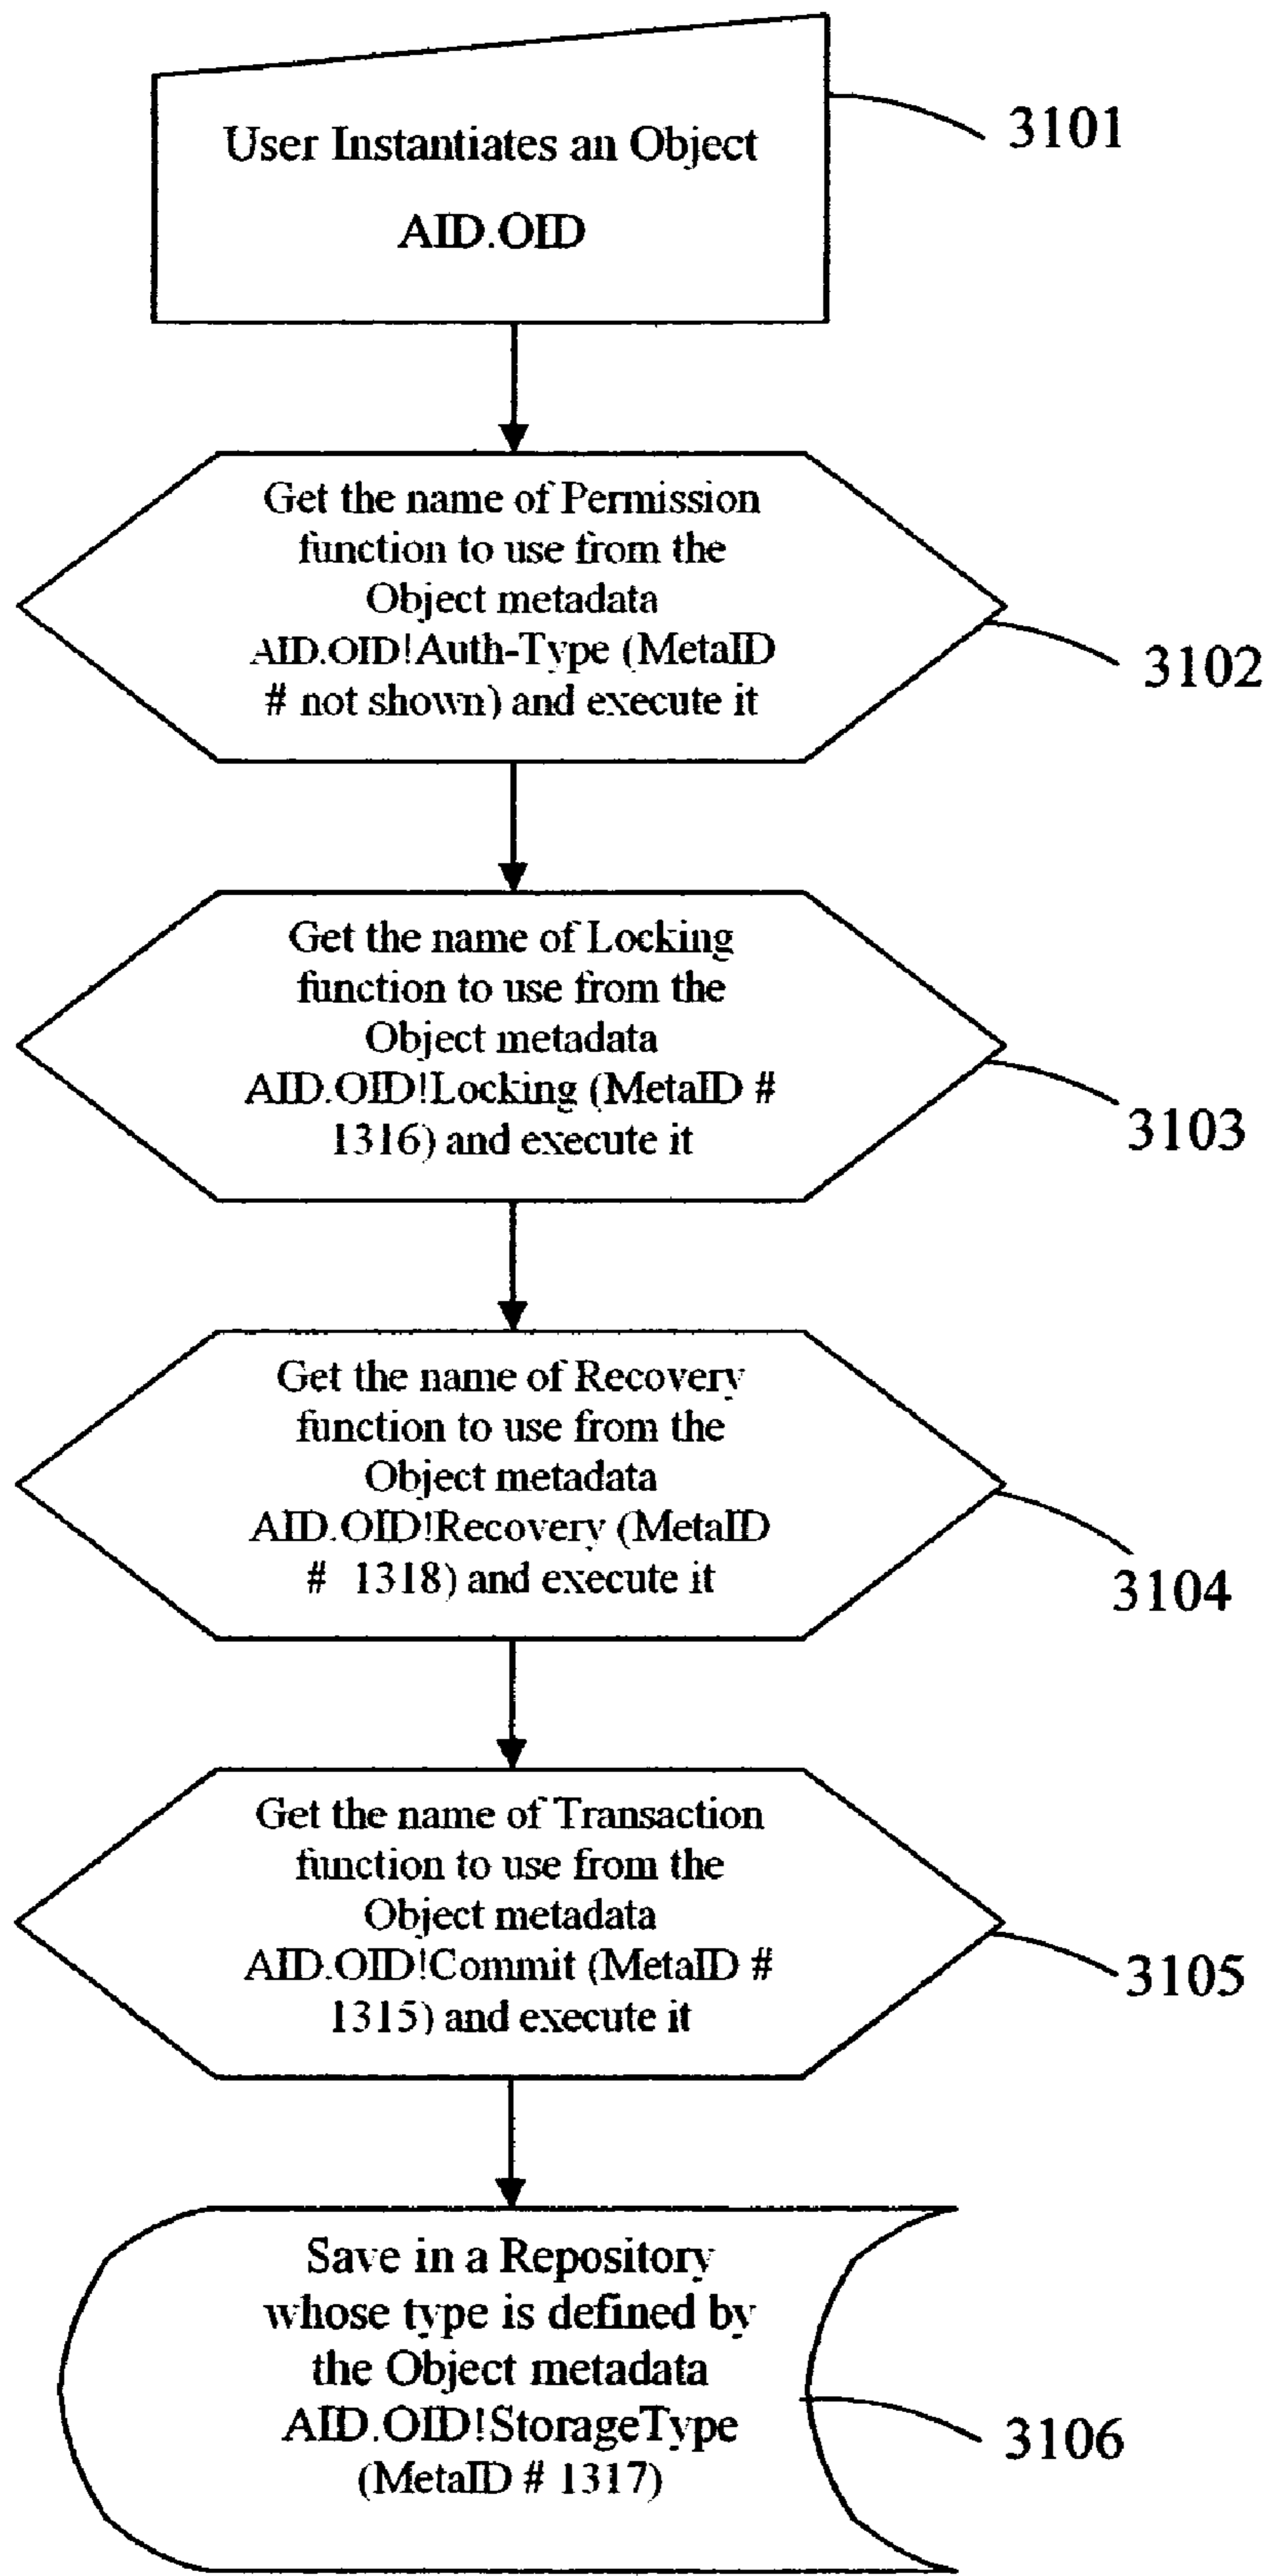 User Instantiates an Object
AID.OID
3101
Get the name of Permission
function to use from the
Object metadata
AID.OID!Auth-Type (MetaID
# not shown) and execute it
3102
Get the name of Locking
function to use from the
Object metadata
AID.OID!Locking (MetaID #
1316) and execute it
3103
Get the name of Recovery
function to use from the
Object metadata
AID.OID!Recovery (MetaID
# 1318) and execute it
3104
Get the name of Transaction
function to use from the
Object metadata
AID.OID!Commit (MetaID #
1315) and execute it
3105
Save in a Repository
whose type is defined by
the Object metadata
AID.OID!StorageType
(MetaID # 1317)
3106